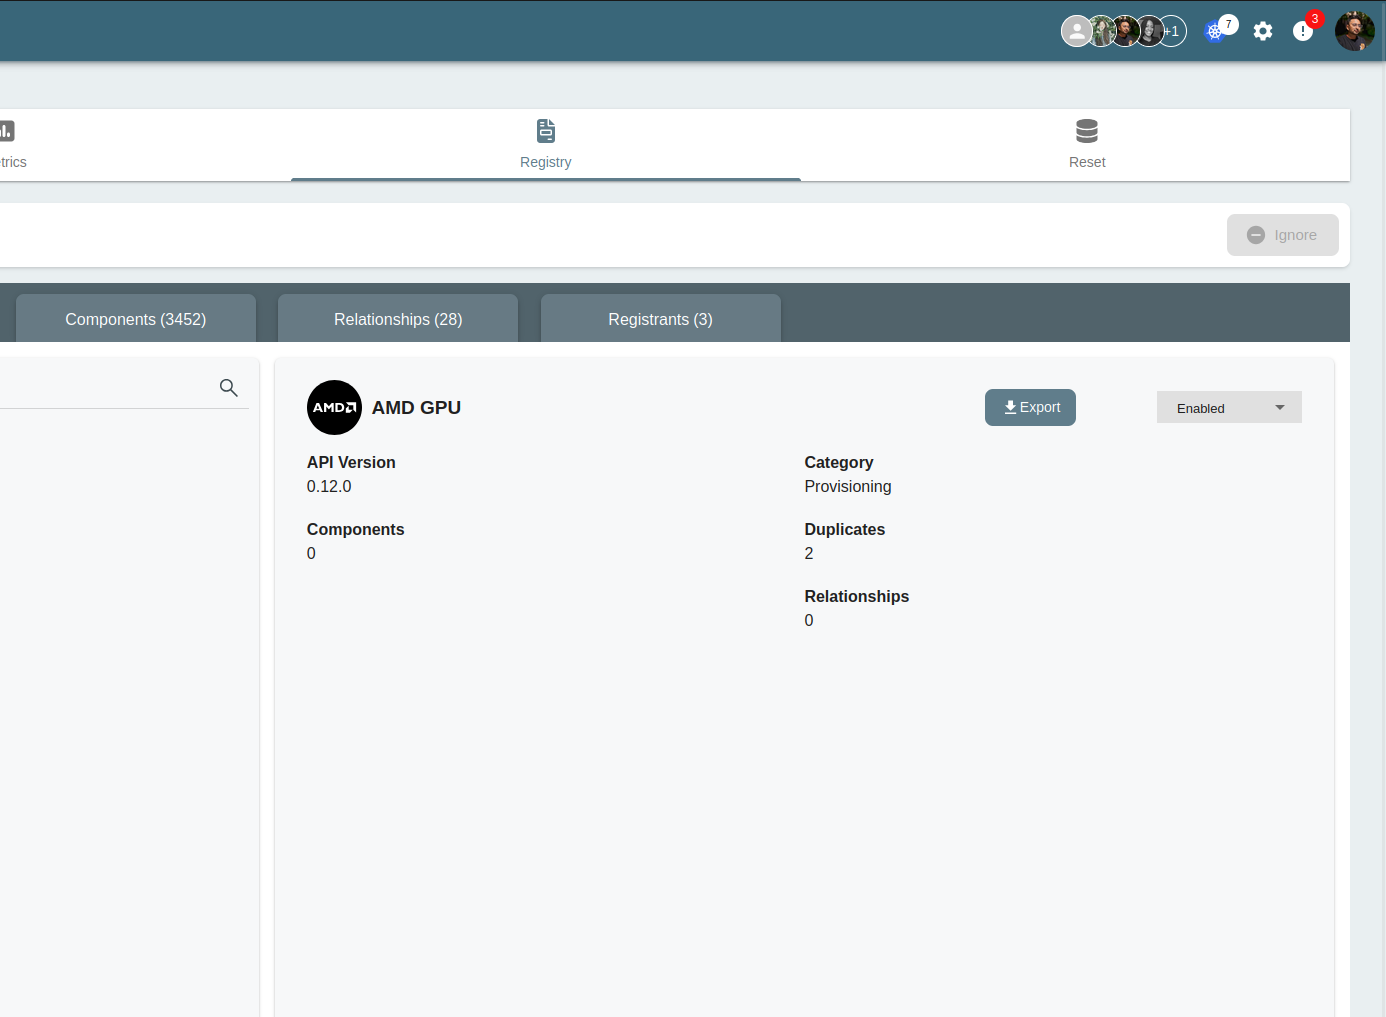 +1
7
3
trics
Registry
Reset
Ignore
Components (3452)
Relationships (28)
Registrants (3)
AMD
AMD GPU
Export
Enabled
API Version
0.12.0
Category
Provisioning
Components
0
Duplicates
2
Relationships
0